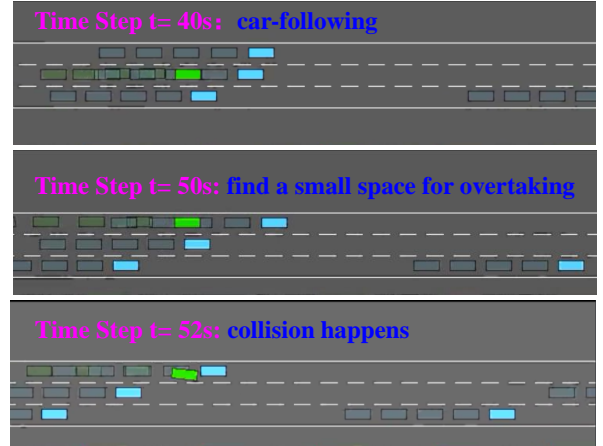 Time Step t= 40s: car-following
Time Step t= 50s: find a small space for overtaking
Time Step t= 52s: collision happens